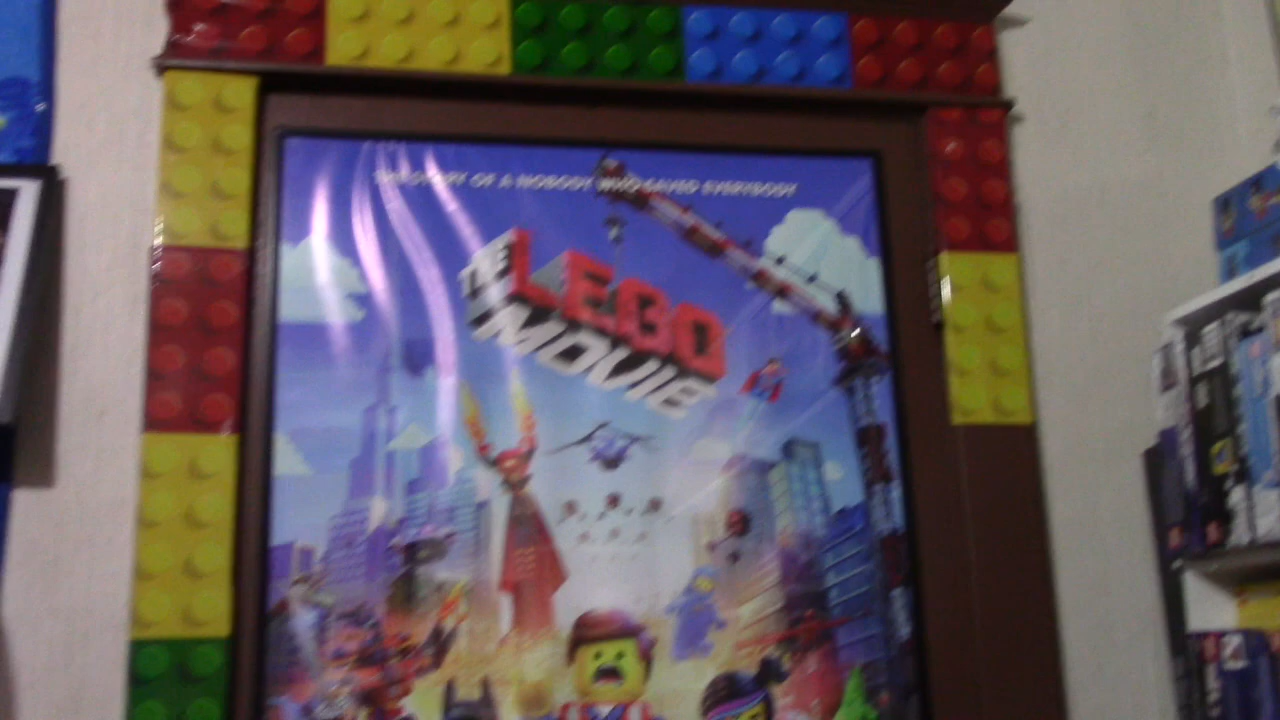 THE STORY OF A NOBODY WHO SAVED EVERYBODY
THE
LEGO
MOVIE